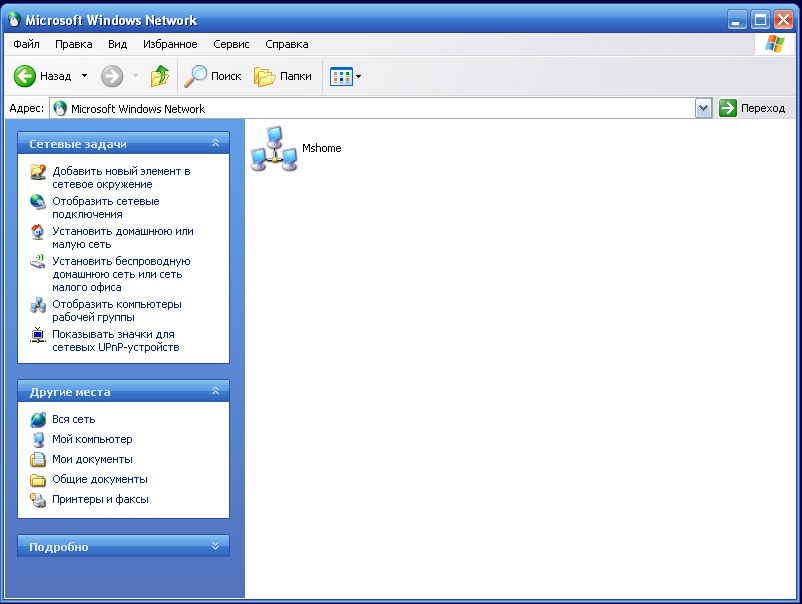 Microsoft Windows Network
Файл Правка Вид Избранное Сервис Справка
Назад Поиск Папки
Адрес: Microsoft Windows Network Переход
Сетевые задачи
Добавить новый элемент в
сетевое окружение
Отобразить сетевые
подключения
Установить домашнюю или
малую сеть
Установить беспроводную
домашнюю сеть или сеть
малого офиса
Отобразить компьютеры
рабочей группы
Показывать значки для
сетевых UPnP-устройств
Другие места
Вся сеть
Мой компьютер
Мои документы
Общие документы
Принтеры и факсы
Подробно
Mshome